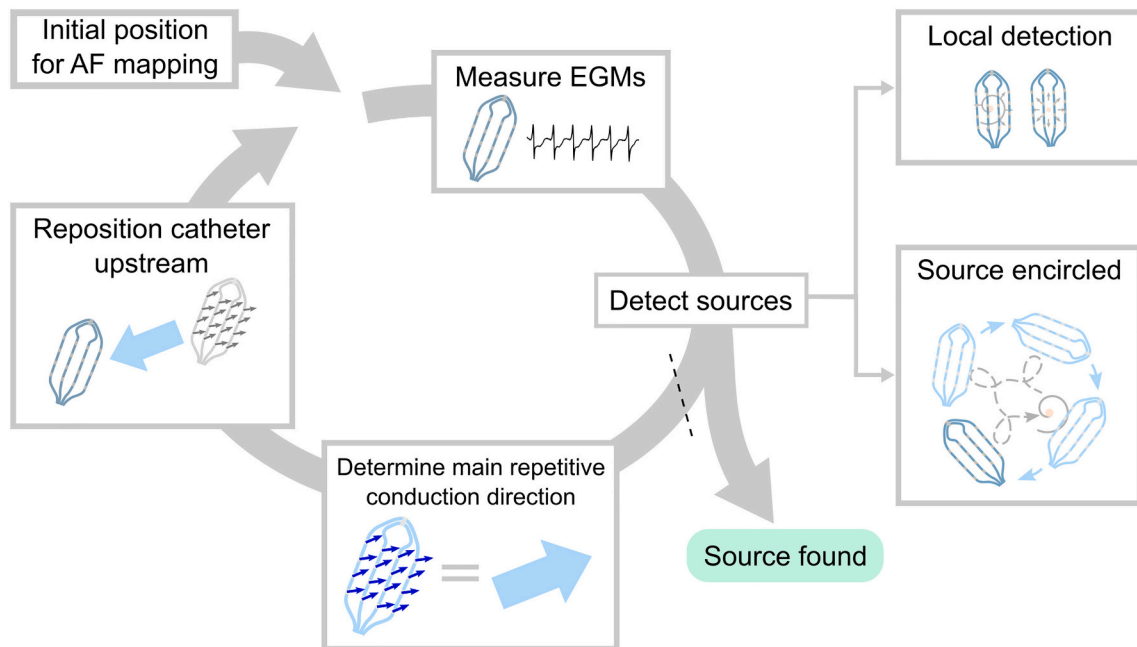 Initial position
for AF mapping
Measure EGMs
Local detection
Reposition catheter
upstream
Detect sources
Source encircled
Determine main repetitive
conduction direction
=
Source found